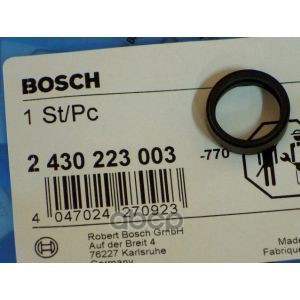 BOSCH
1 St/Pc
2 430 223 003
-770
4 047024 270923
Robert Bosch GmbH
Auf der Breit 4
76227 Karlsruhe
Germany
Made
Fabrique